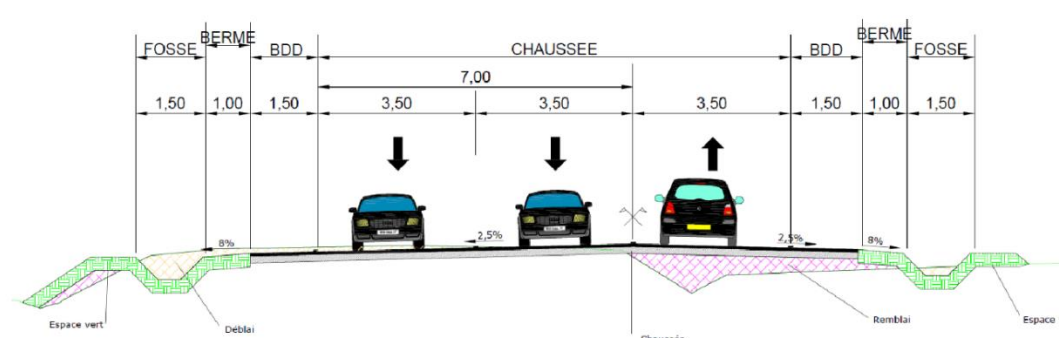 BERME BERME
FOSSE BDD CHAUSSEE BDD FOSSE
7,00
1,50 1,00 1,50 3,50 3,50 3,50 1,50 1,00 1,50
8% 2,5% 2,5% 8%
Espace vert Déblai Remblai Espace
Chaussée